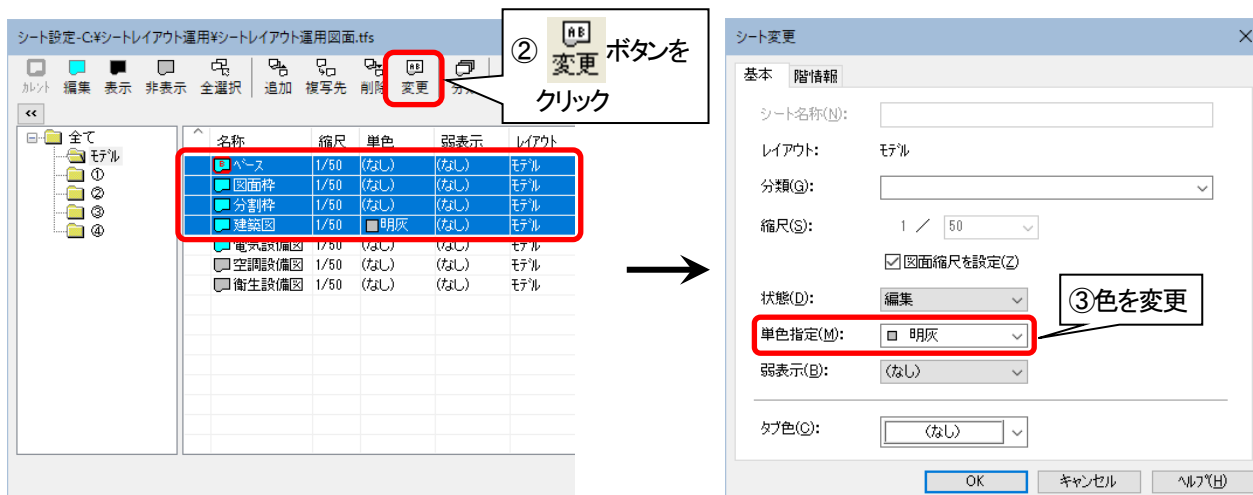 シート設定-C:¥シートレイアウト運用¥シートレイアウト運用図面.tfs
ｶﾚﾝﾄ 編集 表示 非表示 全選択 追加 複写先 削除 変更
<<
全て
ﾓﾃﾞﾙ
①
②
③
④
名称 縮尺 単色 弱表示 ﾚｲｱｳﾄ
ﾍﾞｰｽ 1/50 (なし) (なし) ﾓﾃﾞﾙ
図面枠 1/50 (なし) (なし) ﾓﾃﾞﾙ
分割枠 1/50 (なし) (なし) ﾓﾃﾞﾙ
建築図 1/50 明灰 (なし) ﾓﾃﾞﾙ
電気設備図 1/50 (なし) (なし) ﾓﾃﾞﾙ
空調設備図 1/50 (なし) (なし) ﾓﾃﾞﾙ
衛生設備図 1/50 (なし) (なし) ﾓﾃﾞﾙ
② AB 変更 ボタンを
クリック
シート変更
基本 階情報
シート名称(N):
レイアウト: ﾓﾃﾞﾙ
分類(G):
縮尺(S): 1 ／ 50
図面縮尺を設定(Z)
状態(D): 編集
単色指定(M): 明灰
弱表示(B): (なし)
タブ色(C): (なし)
OK キャンセル ﾍﾙﾌﾟ(H)
③色を変更